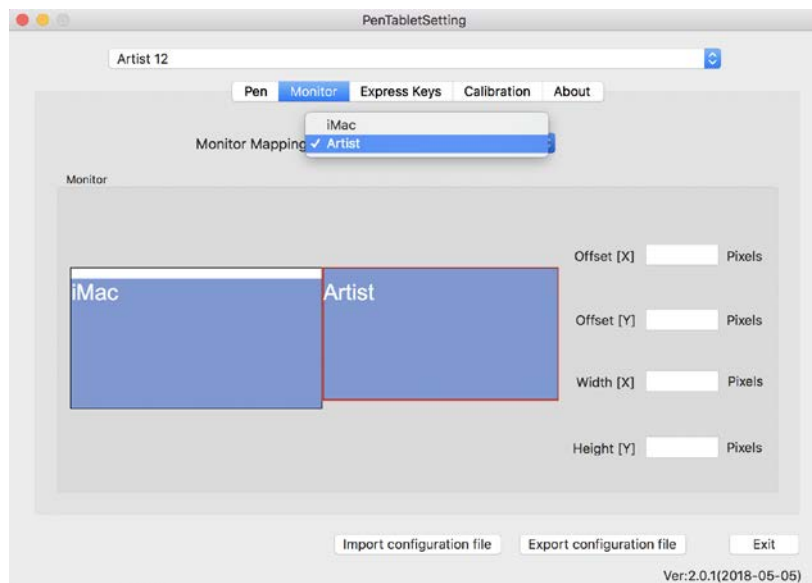 PenTabletSetting
Artist 12
Pen Monitor Express Keys Calibration About
iMac
Monitor Mapping ✓ Artist
Monitor
Offset [X] Pixels
iMac Artist
Offset [Y] Pixels
Width [X] Pixels
Height [Y] Pixels
Import configuration file Export configuration file Exit
Ver:2.0.1(2018-05-05)